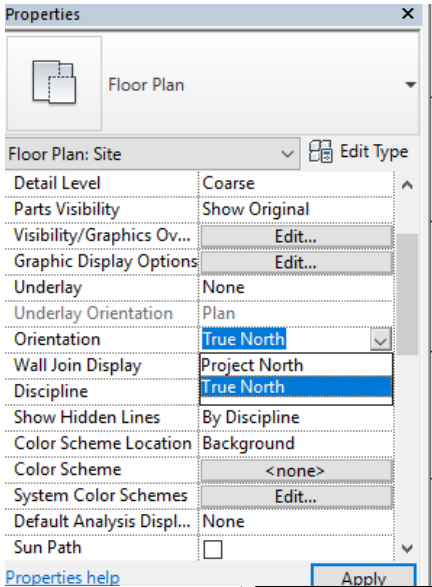 Properties
Floor Plan
Floor Plan: Site Edit Type
Detail Level Coarse
Parts Visibility Show Original
Visibility/Graphics Ov... Edit...
Graphic Display Options Edit...
Underlay None
Underlay Orientation Plan
Orientation True North
Wall Join Display Project North
Discipline True North
Show Hidden Lines By Discipline
Color Scheme Location Background
Color Scheme <none>
System Color Schemes Edit...
Default Analysis Displ... None
Sun Path
Properties help Apply